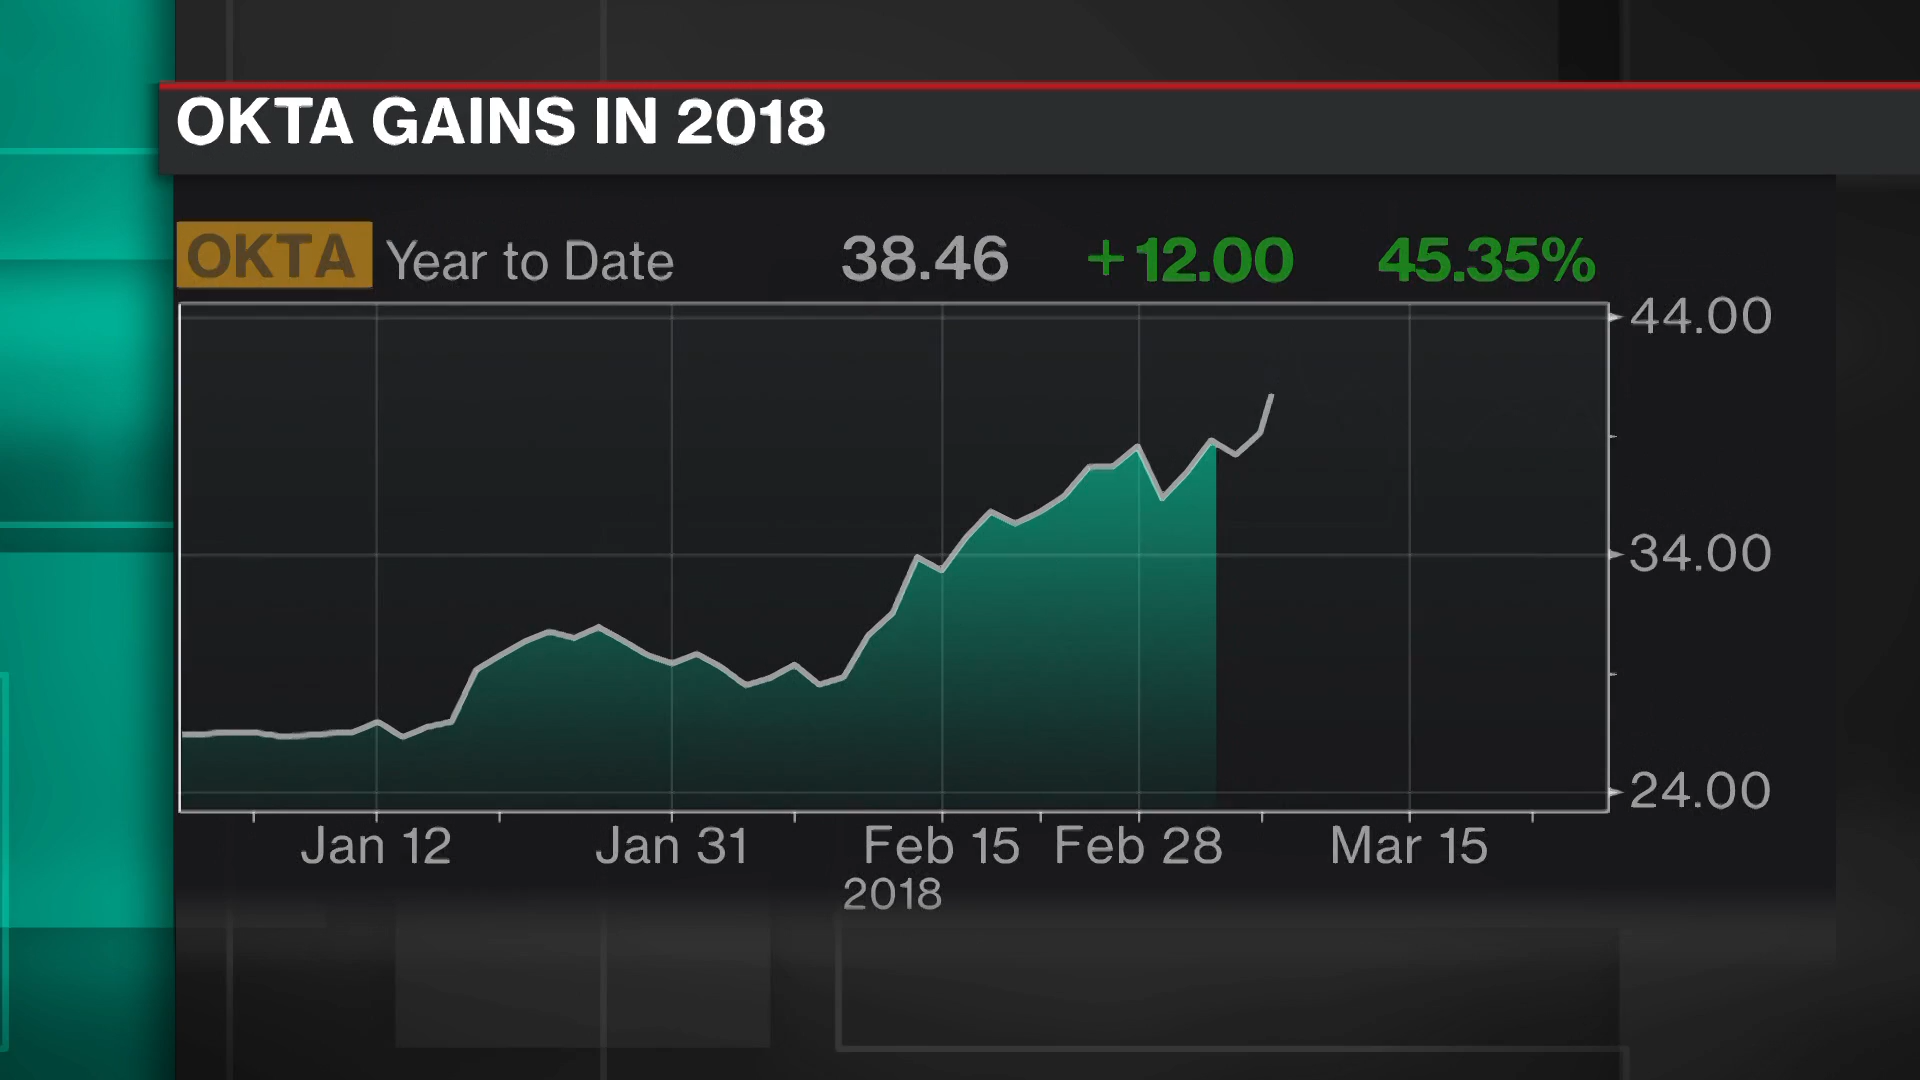 OKTA GAINS IN 2018
OKTA Year to Date 38.46 +12.00 45.35%
44.00
34.00
24.00
Jan 12 Jan 31 Feb 15 Feb 28 Mar 15
2018